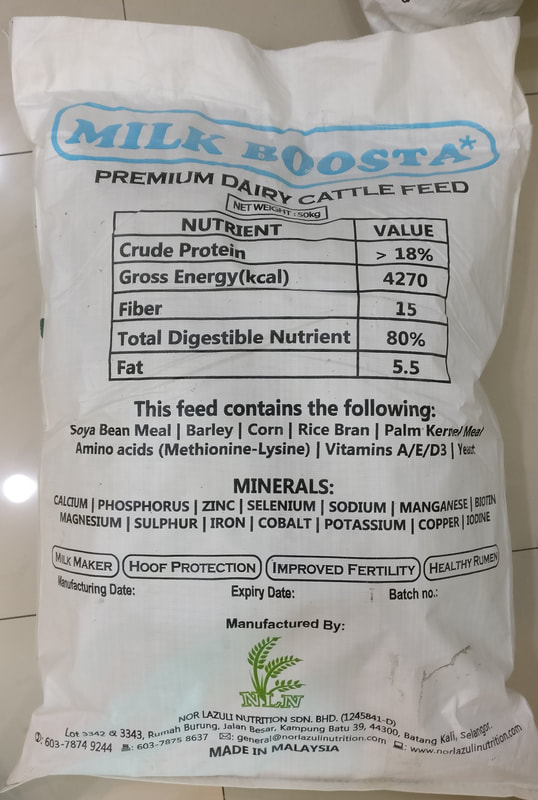 MILK BOOSTA*
PREMIUM DAIRY CATTLE FEED
NET WEIGHT : 50kg
NUTRIENT VALUE
Crude Protein > 18%
Gross Energy(kcal) 4270
Fiber 15
Total Digestible Nutrient 80%
Fat 5.5
This feed contains the following:
Soya Bean Meal | Barley | Corn | Rice Bran | Palm Kernel Meal
Amino acids (Methionine-Lysine) | Vitamins A/E/D3 | Yeast
MINERALS:
CALCIUM | PHOSPHORUS | ZINC | SELENIUM | SODIUM | MANGANESE | BIOTIN
MAGNESIUM | SULPHUR | IRON | COBALT | POTASSIUM | COPPER | IODINE
MILK MAKER HOOF PROTECTION IMPROVED FERTILITY HEALTHY RUMEN
Manufacturing Date: Expiry Date: Batch no.:
Manufactured By:
NLN
NOR LAZULI NUTRITION SDN. BHD. (1245841-D)
Lot 3342 & 3343, Rumah Burung, Jalan Besar, Kampung Batu 39, 44300, Batang Kali, Selangor.
: 603-7874 9244 : 603-7875 8637 : general@norlazulinutrition.com : www.norlazulinutrition.com
MADE IN MALAYSIA